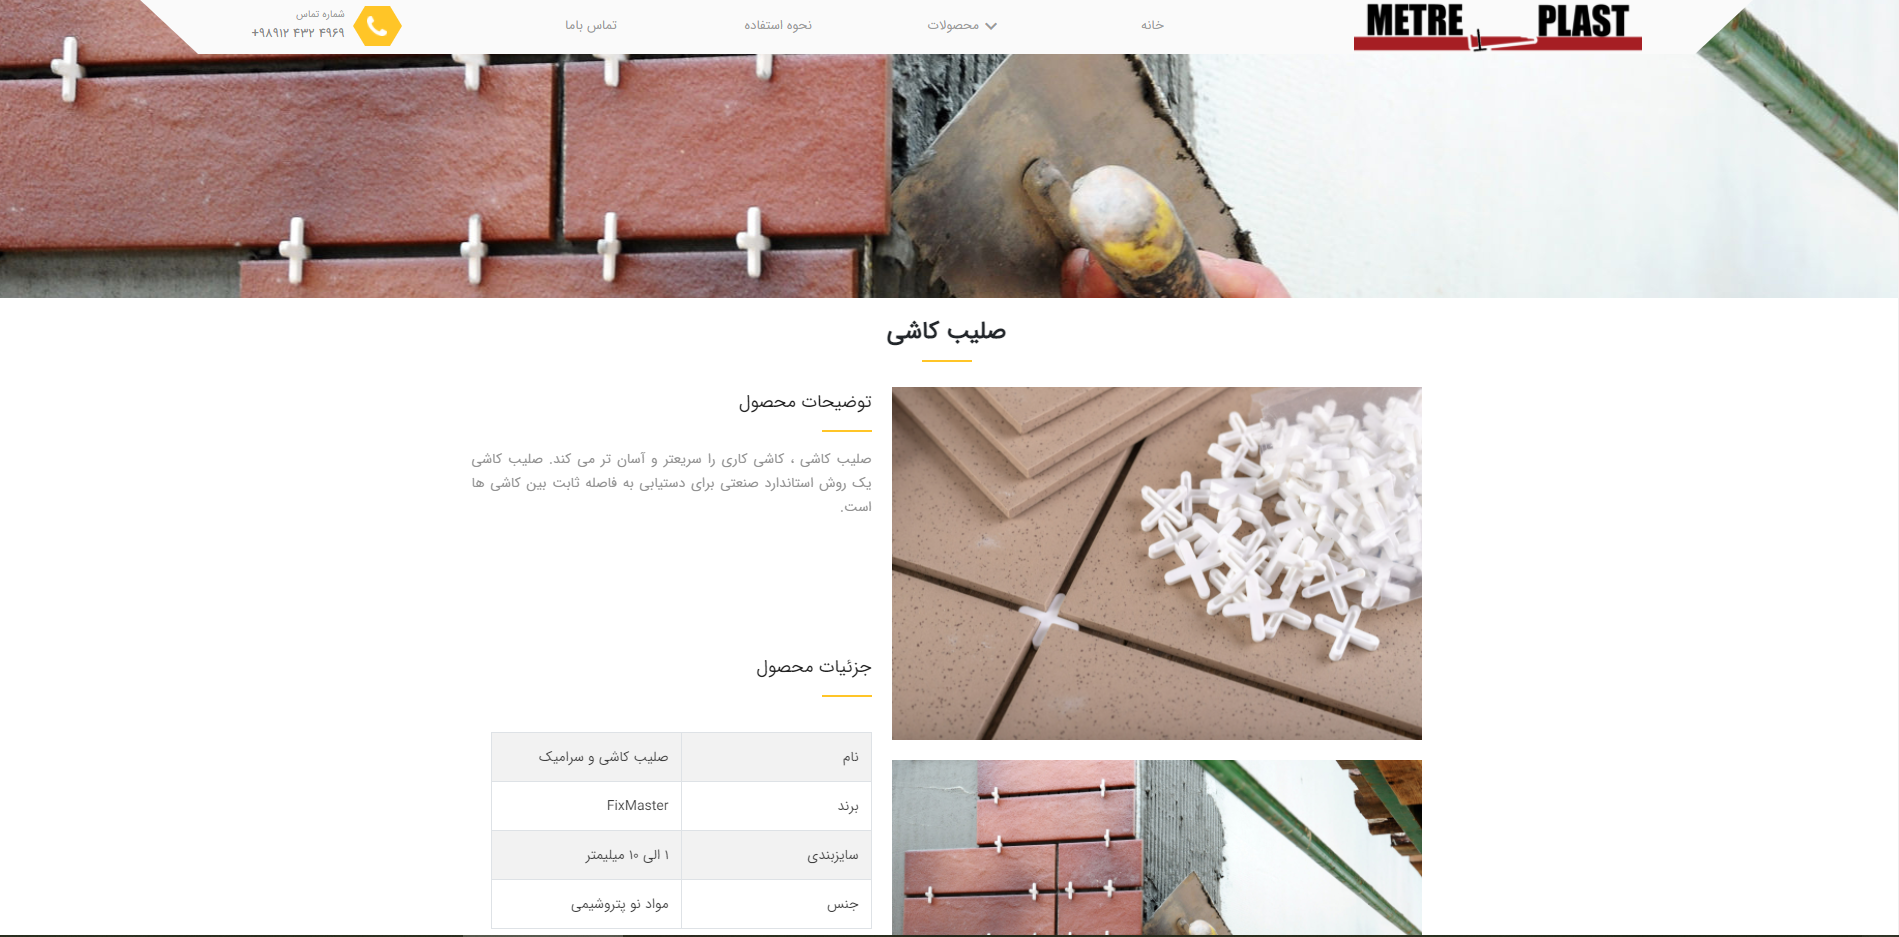 METRE PLAST
خانه
محصولات
نحوه استفاده
تماس باما
شماره تماس
+۹۸۹۱۲ ۴۳۲ ۴۹۶۹
صلیب کاشی
توضیحات محصول
صلیب کاشی ، کاشی کاری را سریعتر و آسان تر می کند. صلیب کاشی
یک روش استاندارد صنعتی برای دستیابی به فاصله ثابت بین کاشی ها
است.
جزئیات محصول
نام صلیب کاشی و سرامیک
برند FixMaster
سایزبندی ۱ الی ۱۰ میلیمتر
جنس مواد نو پتروشیمی